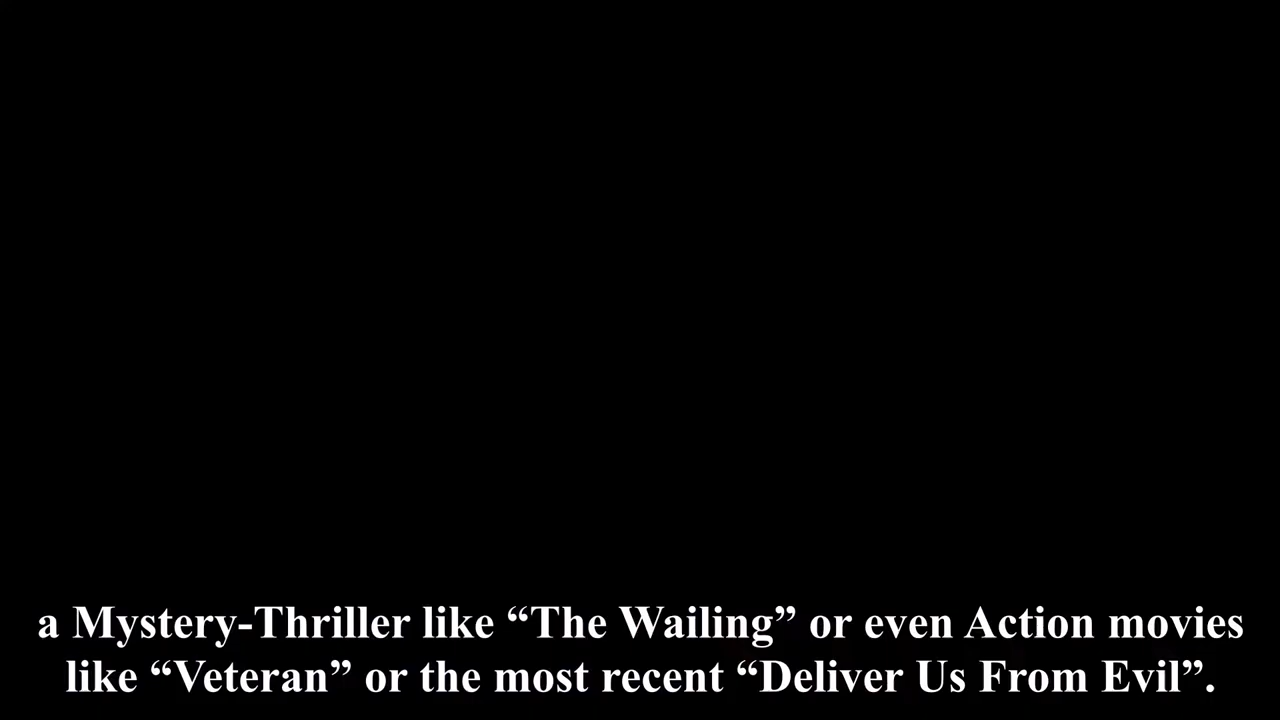 a Mystery-Thriller like “The Wailing” or even Action movies
like “Veteran” or the most recent “Deliver Us From Evil”.